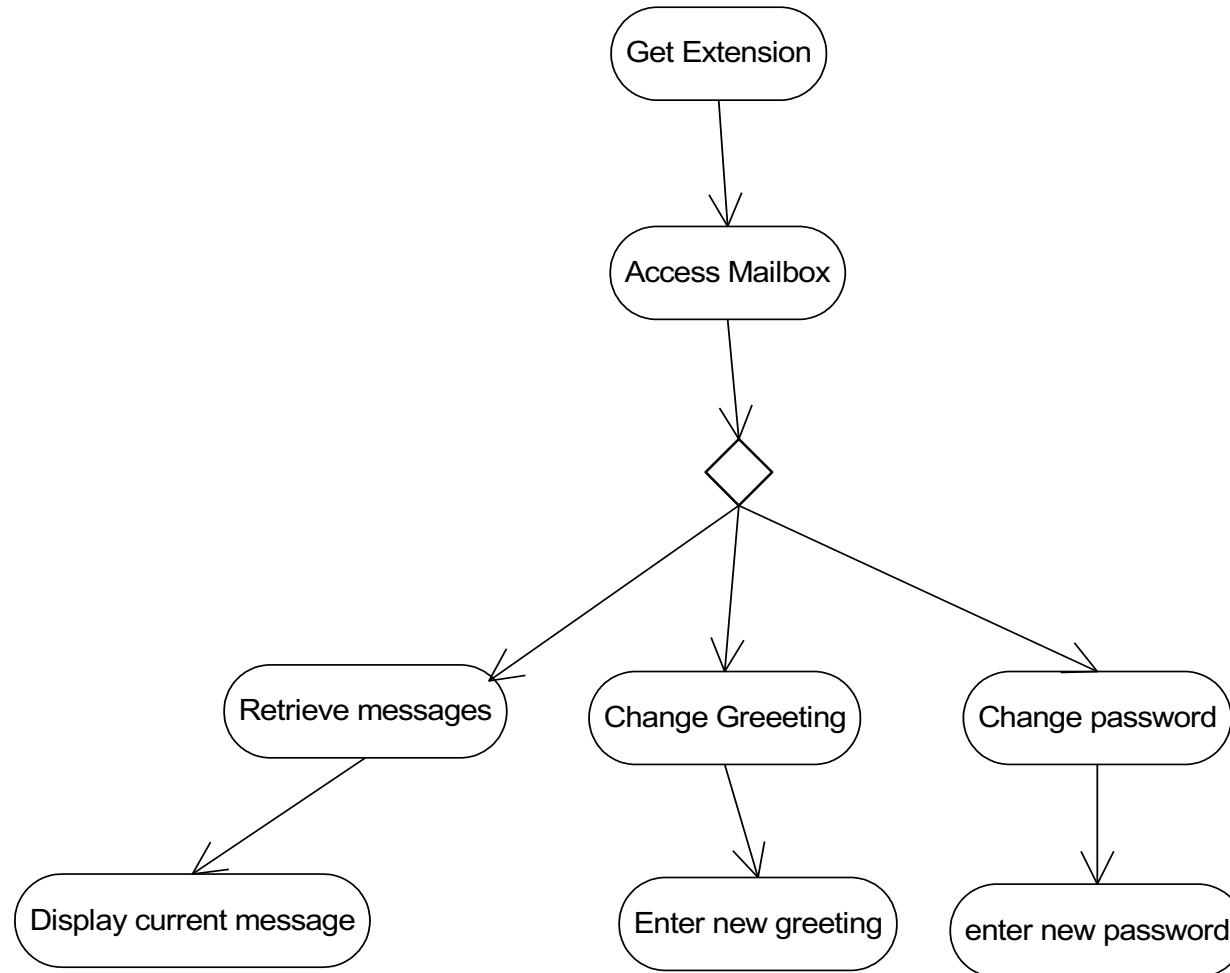 Get Extension
Access Mailbox
Retrieve messages
Change Greeeting
Change password
Display current message
Enter new greeting
enter new password